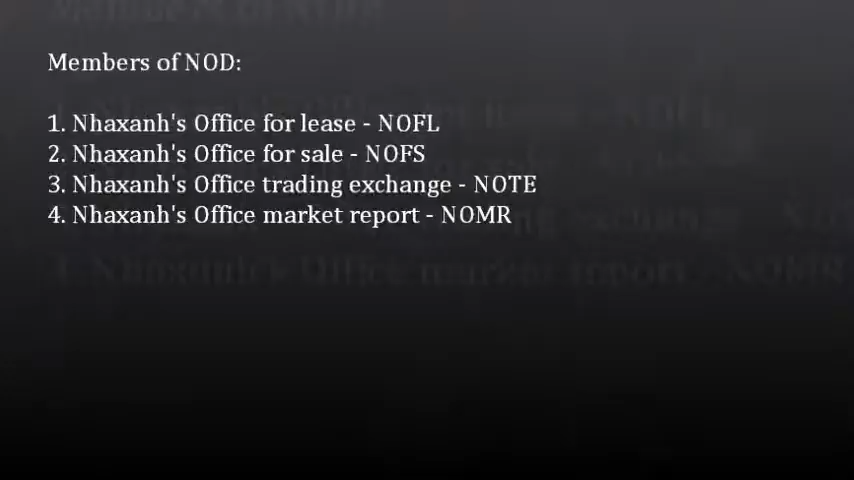 Members of NOD:
1. Nhaxanh's Office for lease - NOFL
2. Nhaxanh's Office for sale - NOFS
3. Nhaxanh's Office trading exchange - NOTE
4. Nhaxanh's Office market report - NOMR